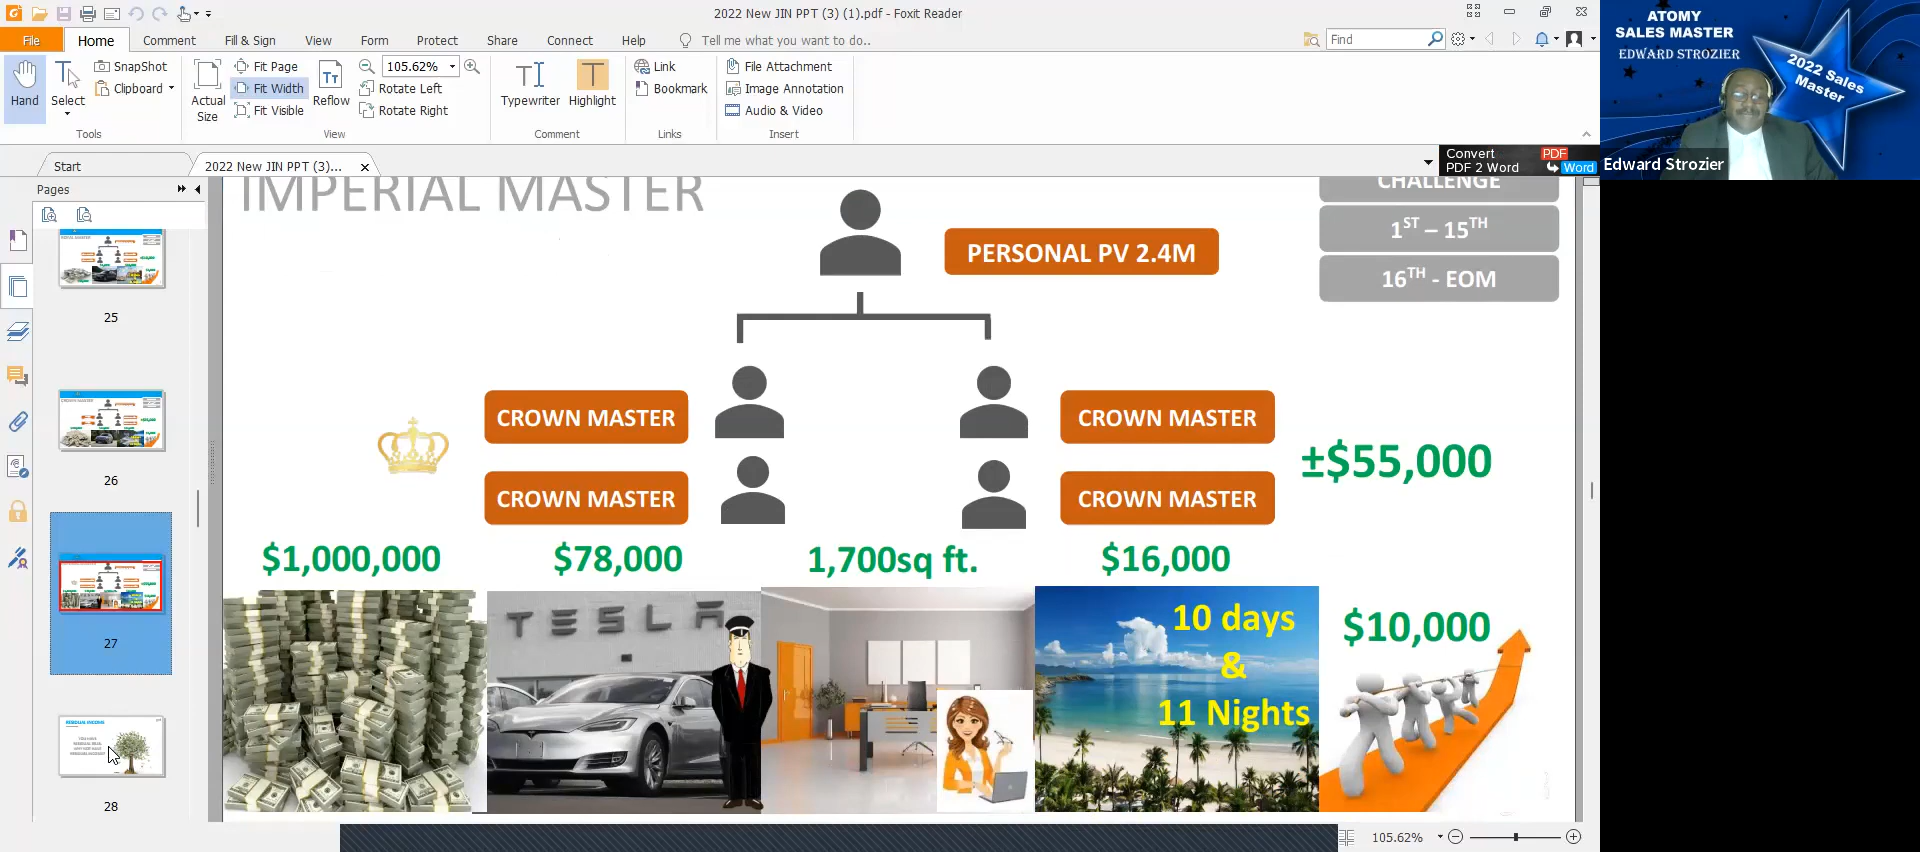 2022 New JIN PPT (3) (1).pdf - Foxit Reader
File Home Comment Fill & Sign View Form Protect Share Connect Help Tell me what you want to do.. Find
Hand
Select
SnapShot
Clipboard
Tools
Actual Size
Fit Page
Fit Width
Fit Visible
Reflow
105.62%
Rotate Left
Rotate Right
View
Typewriter
Highlight
Comment
Link
Bookmark
Links
File Attachment
Image Annotation
Audio & Video
Insert
Start
2022 New JIN PPT (3)...
Convert PDF
PDF 2 Word Word
Pages
25
26
27
RESIDUAL INCOME
28
IMPERIAL MASTER
PERSONAL PV 2.4M
CHALLENGE
1ST – 15TH
16TH - EOM
CROWN MASTER
CROWN MASTER
CROWN MASTER
CROWN MASTER
±$55,000
$1,000,000
$78,000
1,700sq ft.
$16,000
TESLA
10 days
&
11 Nights
$10,000
105.62%
ATOMY
SALES MASTER
EDWARD STROZIER
2022 Sales
Master
Edward Strozier